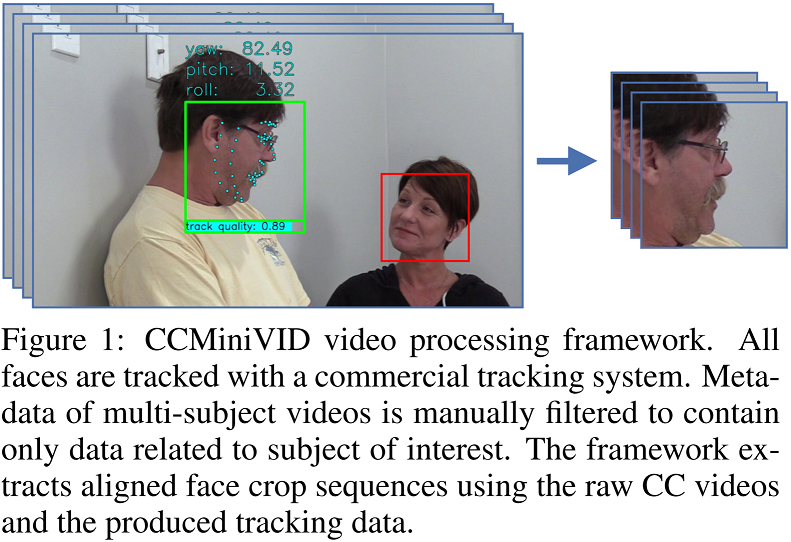 yaw: 82.49
pitch: 11.52
roll: 3.32
track quality: 0.89
Figure 1: CCMiniVID video processing framework. All
faces are tracked with a commercial tracking system. Meta-
data of multi-subject videos is manually filtered to contain
only data related to subject of interest. The framework ex-
tracts aligned face crop sequences using the raw CC videos
and the produced tracking data.